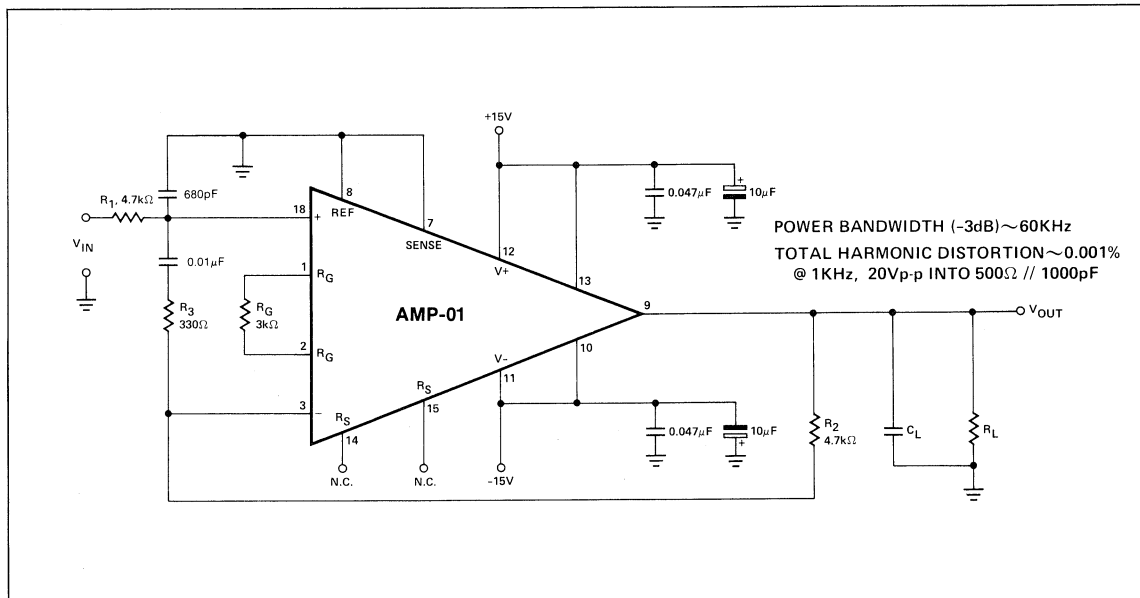 +15V
R1, 4.7kΩ
680pF
8
REF
7
SENSE
0.047μF
+
10μF
18
+
12
V+
VIN
POWER BANDWIDTH (-3dB)~60KHz
TOTAL HARMONIC DISTORTION~0.001%
@ 1KHz, 20Vp-p INTO 500Ω // 1000pF
0.01μF
1
RG
13
R3
330Ω
RG
3kΩ
AMP-01
9
VOUT
2
RG
10
V-
11
RS
15
3
−
RS
14
0.047μF
10μF
+
R2
4.7kΩ
CL
RL
N.C.
N.C.
-15V